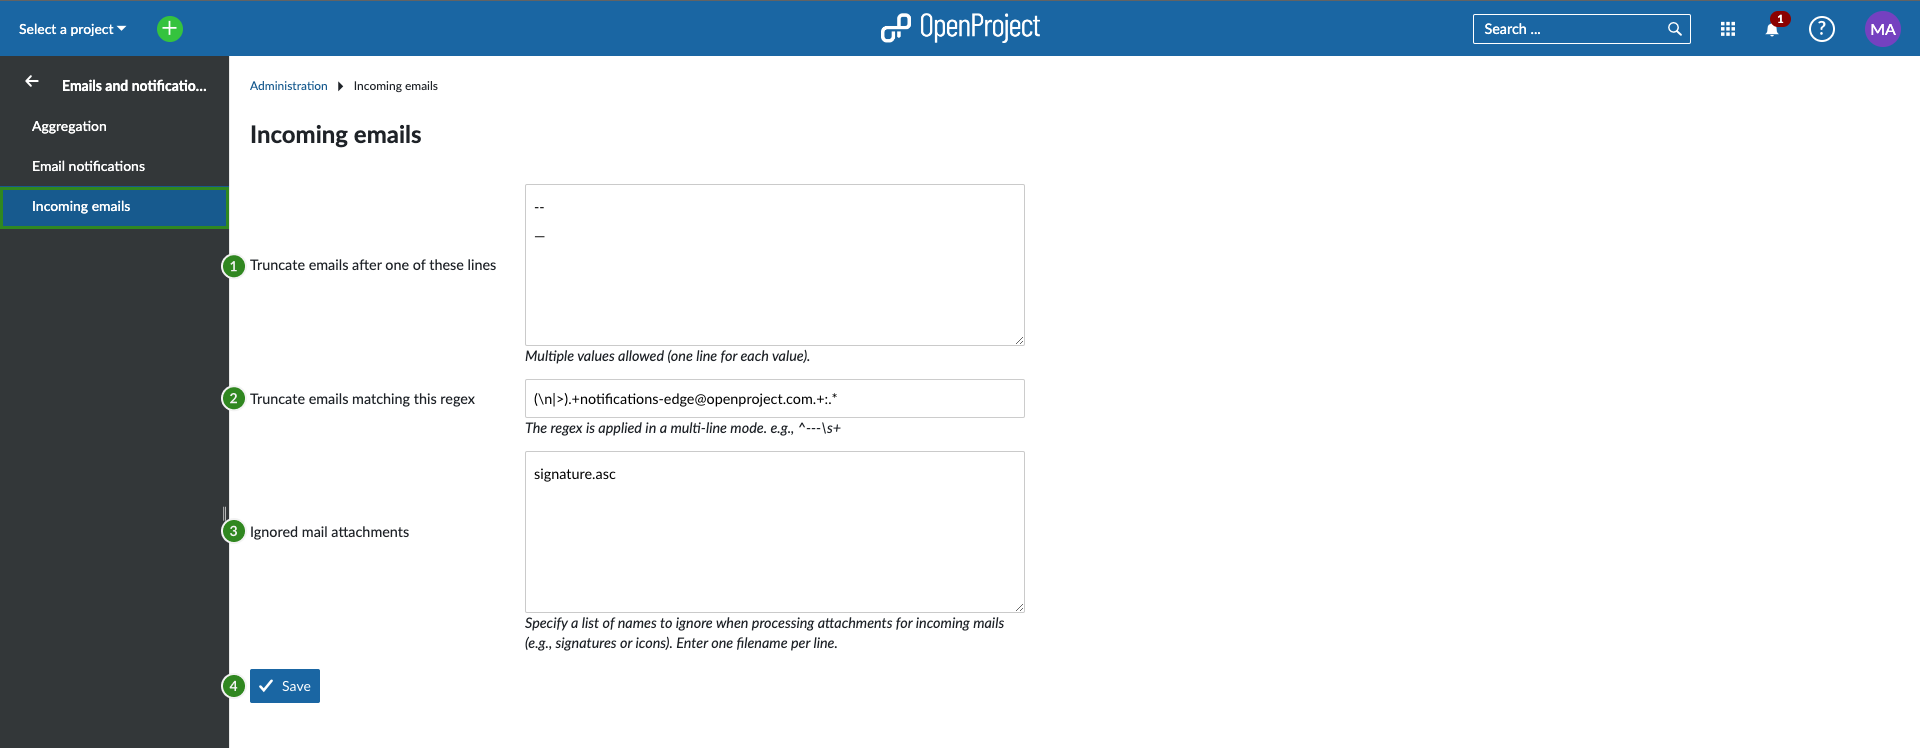 Select a project
OpenProject
Search ...
1
?
MA
Emails and notificatio...
Aggregation
Email notifications
Incoming emails
Administration Incoming emails
Incoming emails
--
—
1 Truncate emails after one of these lines
Multiple values allowed (one line for each value).
2 Truncate emails matching this regex
(\n|>).+notifications-edge@openproject.com.+:.*
The regex is applied in a multi-line mode. e.g., ^---\s+
signature.asc
3 Ignored mail attachments
Specify a list of names to ignore when processing attachments for incoming mails
(e.g., signatures or icons). Enter one filename per line.
4 Save